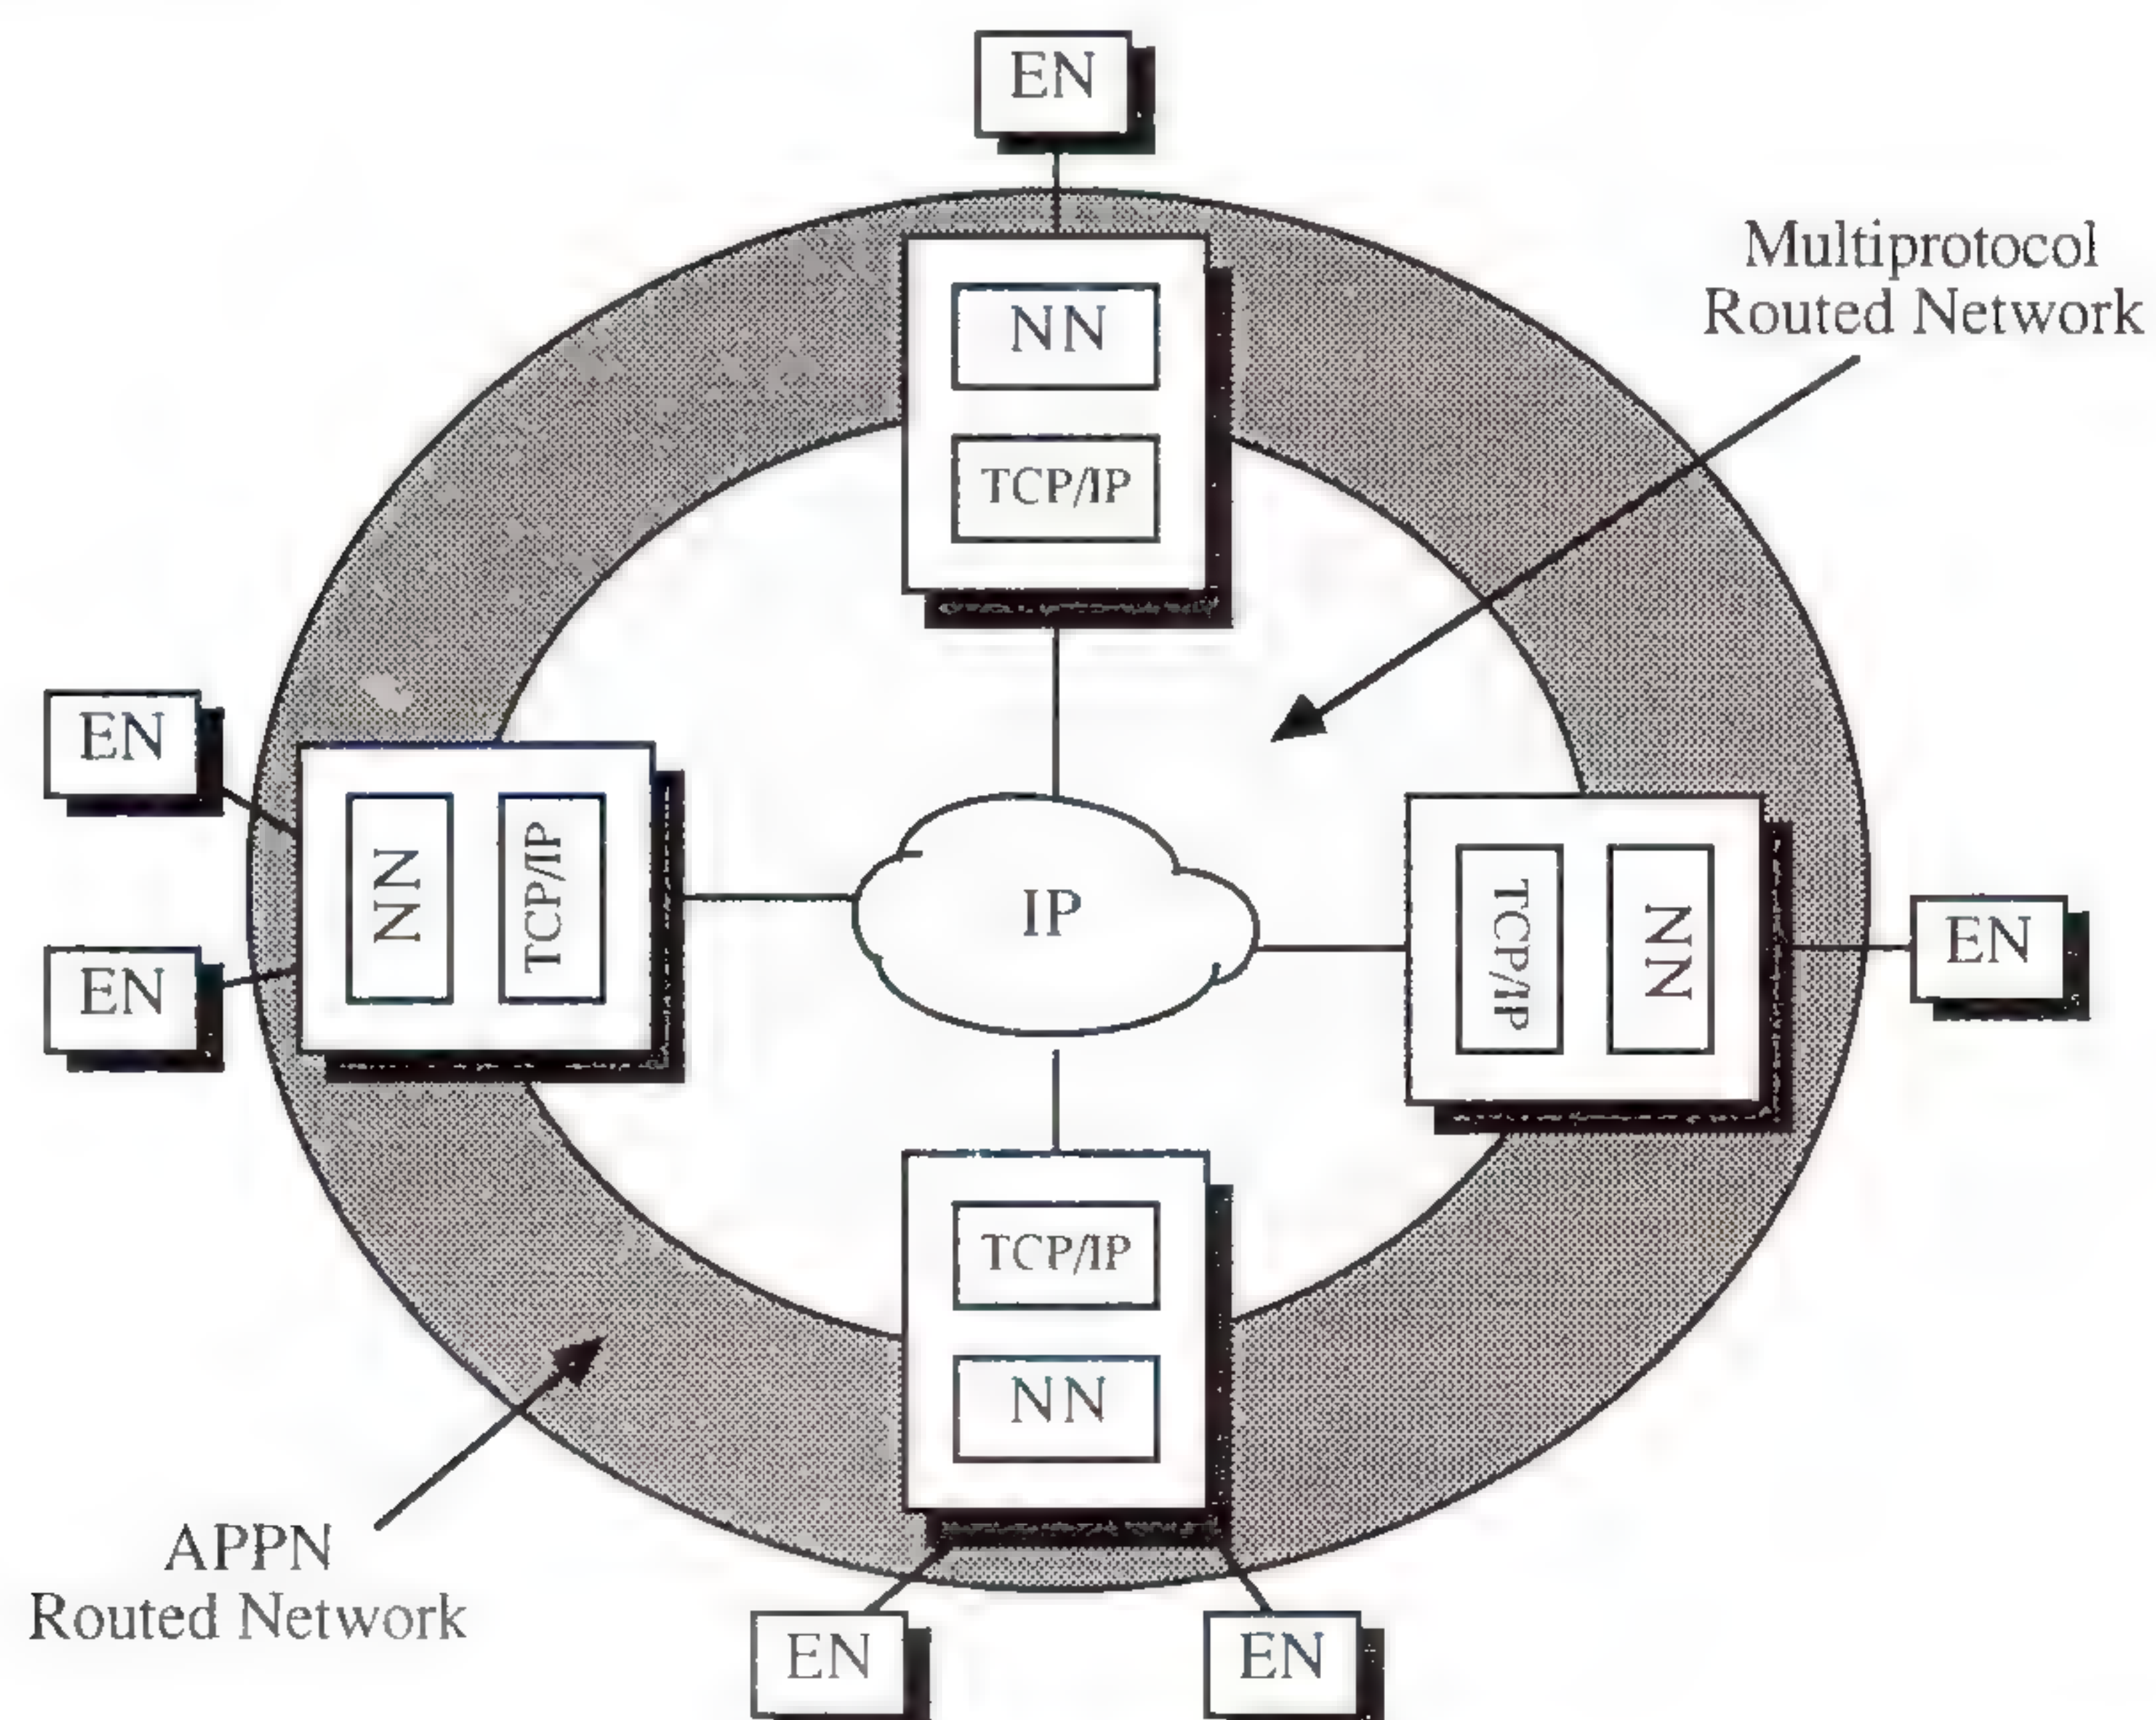 EN
Multiprotocol
Routed Network
NN
TCP/IP
EN
EN
NN
TCP/IP
IP
TCP/IP
NN
EN
TCP/IP
NN
APPN
Routed Network
EN
EN